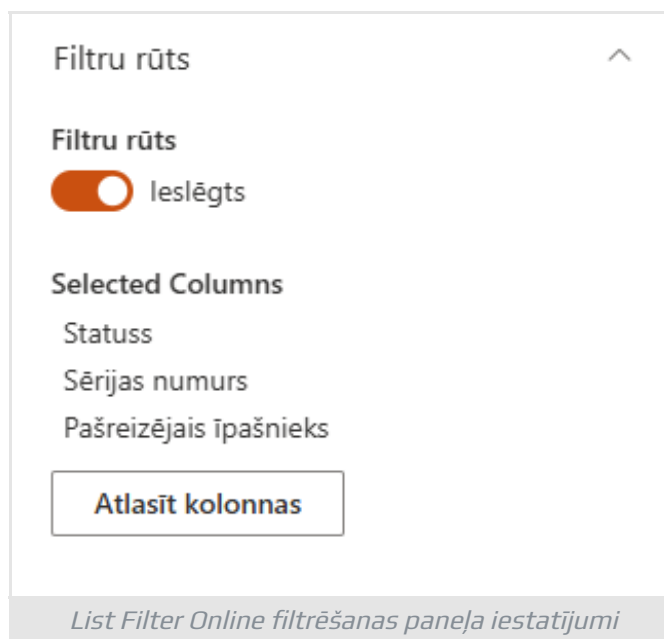 Filtru rūts
Filtru rūts
Ieslēgts
Selected Columns
Statuss
Sērijas numurs
Pašreizējais īpašnieks
Atlasīt kolonnas
List Filter Online filtrēšanas paneļa iestatījumi